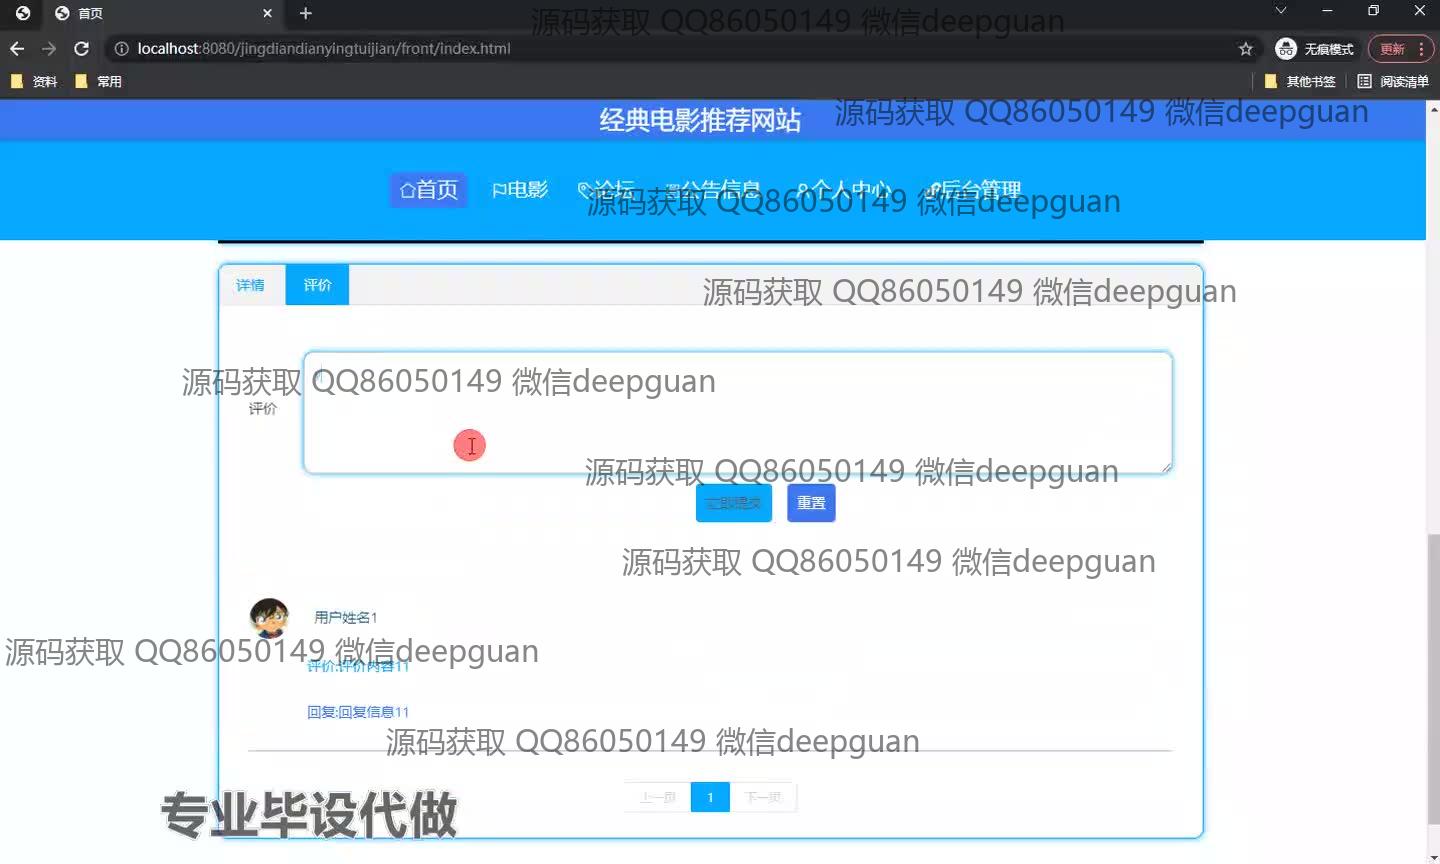 首页
源码获取 QQ86050149 微信deepguan
localhost:8080/jingdiandianyingtuijian/front/index.html
无痕模式
更新
资料
常用
其他书签
阅读清单
经典电影推荐网站
源码获取 QQ86050149 微信deepguan
首页
电影
论坛
公告信息
个人中心
后台管理
源码获取 QQ86050149 微信deepguan
详情
评价
源码获取 QQ86050149 微信deepguan
源码获取 QQ86050149 微信deepguan
评价
源码获取 QQ86050149 微信deepguan
立即提交
重置
源码获取 QQ86050149 微信deepguan
用户姓名1
源码获取 QQ86050149 微信deepguan
评价:评价内容11
回复:回复信息11
源码获取 QQ86050149 微信deepguan
上一页
1
下一页
专业毕设代做